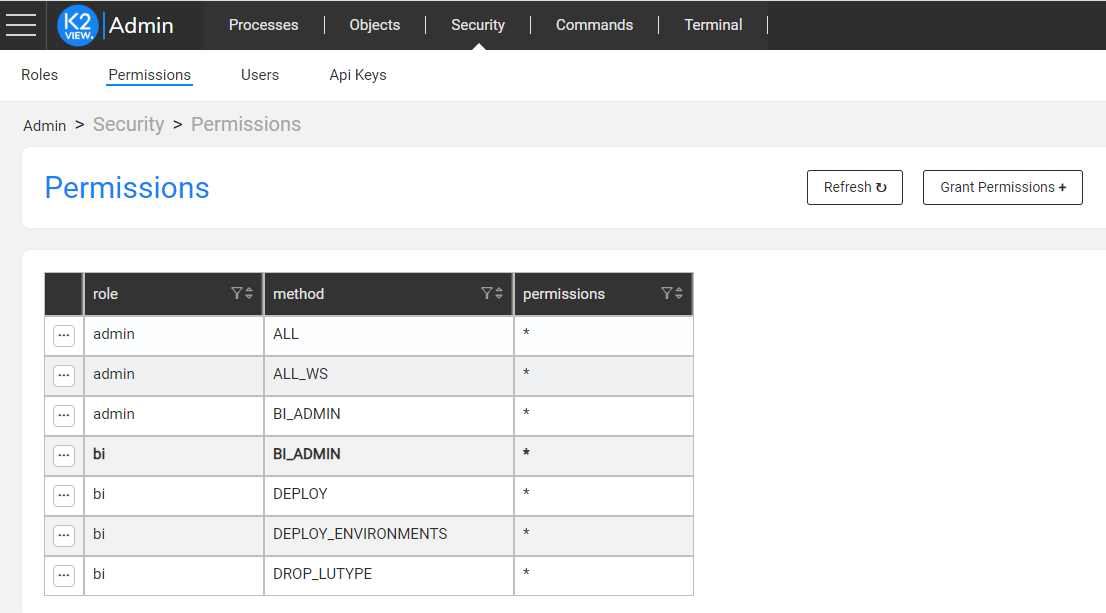 K2 VIEW. Admin Processes Objects Security Commands Terminal
Roles Permissions Users Api Keys
Admin > Security > Permissions
Permissions Refresh ↻ Grant Permissions +
role method permissions
admin ALL *
admin ALL_WS *
admin BI_ADMIN *
bi BI_ADMIN *
bi DEPLOY *
bi DEPLOY_ENVIRONMENTS *
bi DROP_LUTYPE *